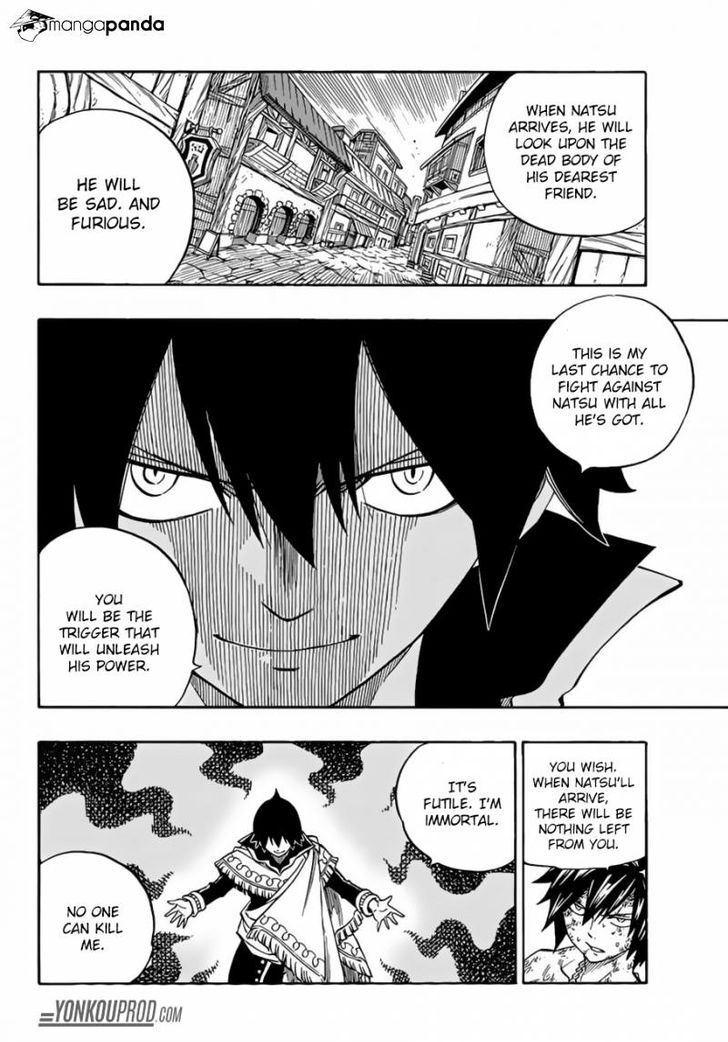 mangapanda
WHEN NATSU
ARRIVES, HE WILL
LOOK UPON THE
DEAD BODY OF
HIS DEAREST
FRIEND.
HE WILL
BE SAD. AND
FURIOUS.
THIS IS MY
LAST CHANCE TO
FIGHT AGAINST
NATSU WITH ALL
HE'S GOT.
YOU
WILL BE THE
TRIGGER THAT
WILL UNLEASH
HIS POWER.
YOU WISH.
WHEN NATSU'LL
ARRIVE,
THERE WILL BE
NOTHING LEFT
FROM YOU.
IT'S
FUTILE. I'M
IMMORTAL.
NO ONE
CAN KILL
ME.
YONKOUPROD.COM